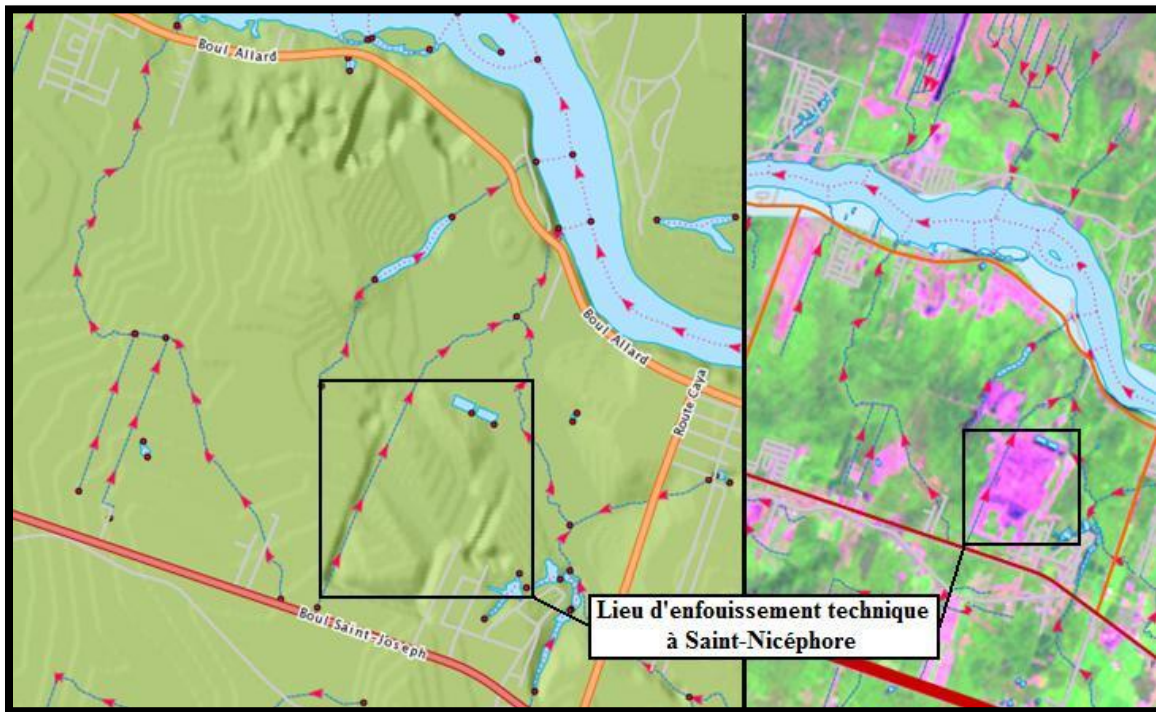 Boul Allard
Boul Allard
Route Caya
Boul Saint-Joseph
Lieu d'enfouissement technique
à Saint-Nicéphore